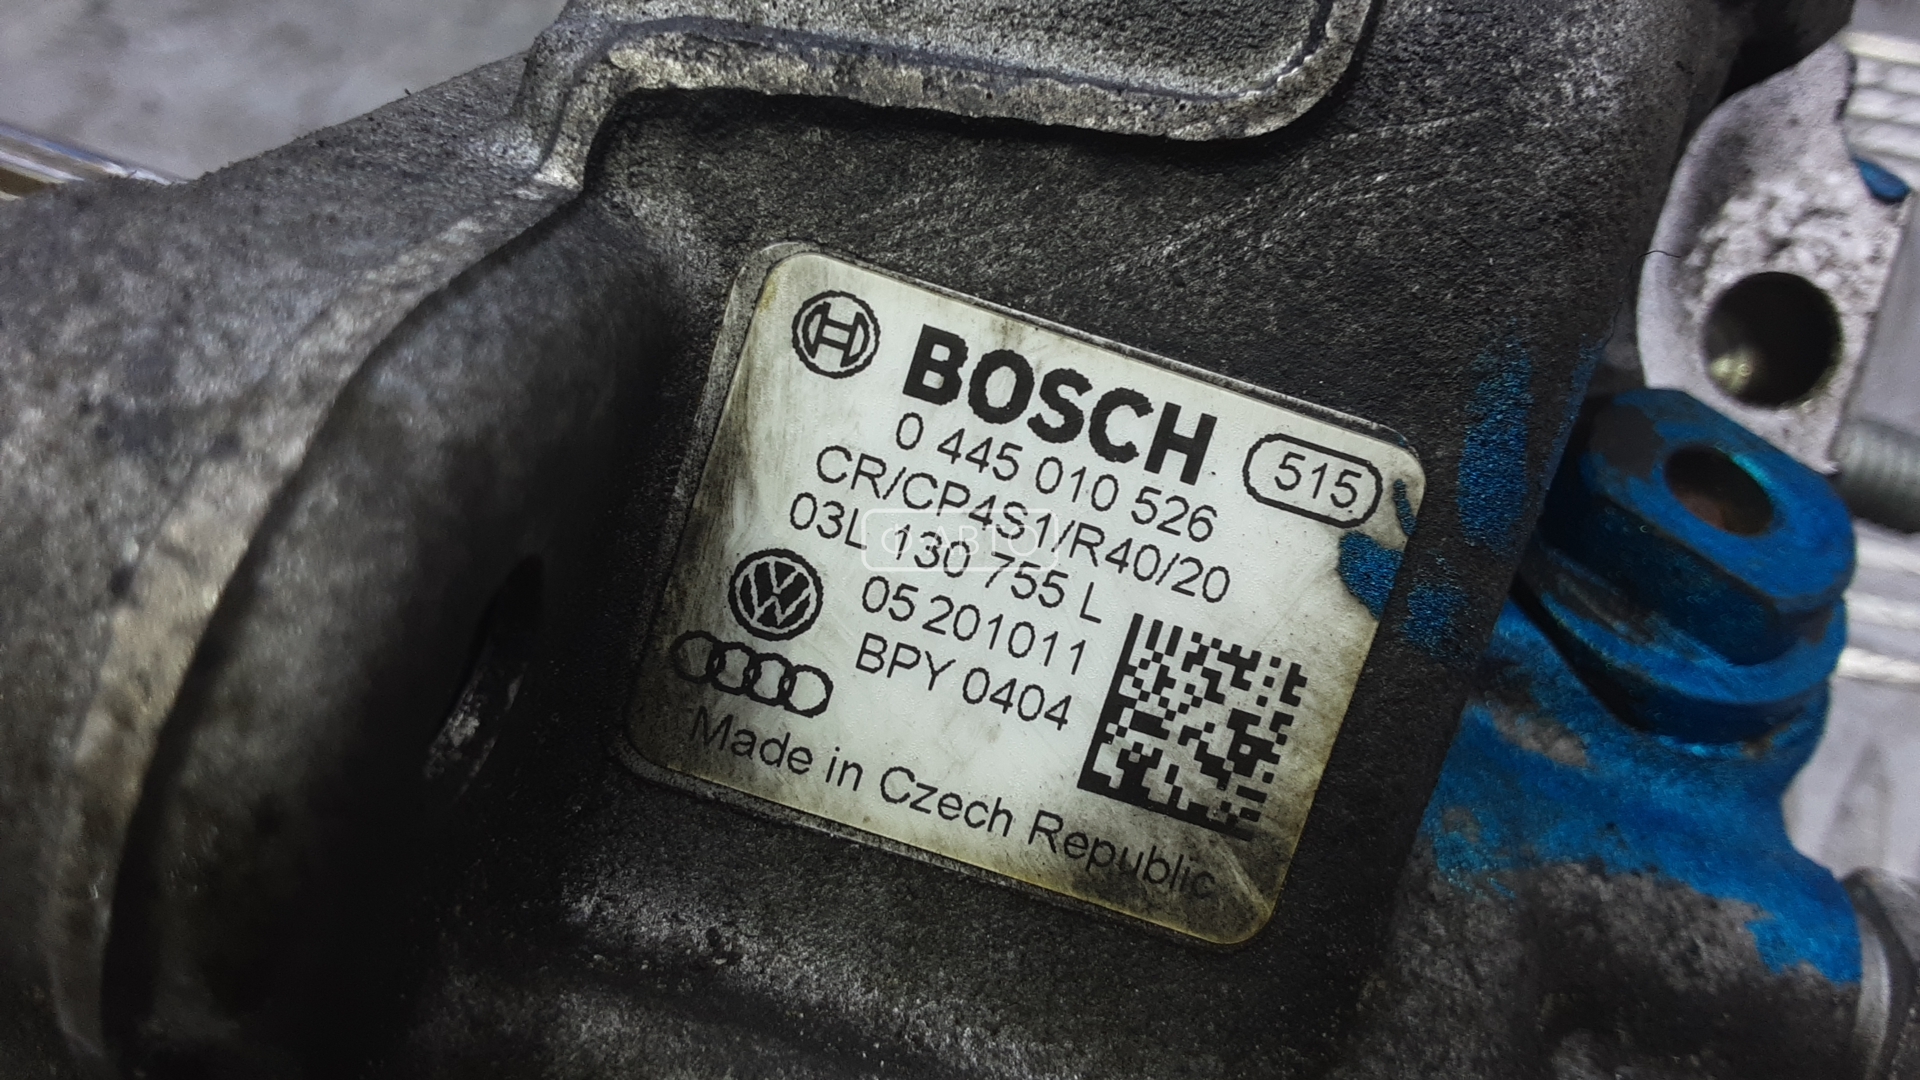 BOSCH
0 445 010 526
515
CR/CP4S1/R40/20
03L 130 755 L
05 201011
BPY 0404
Made in Czech Republic